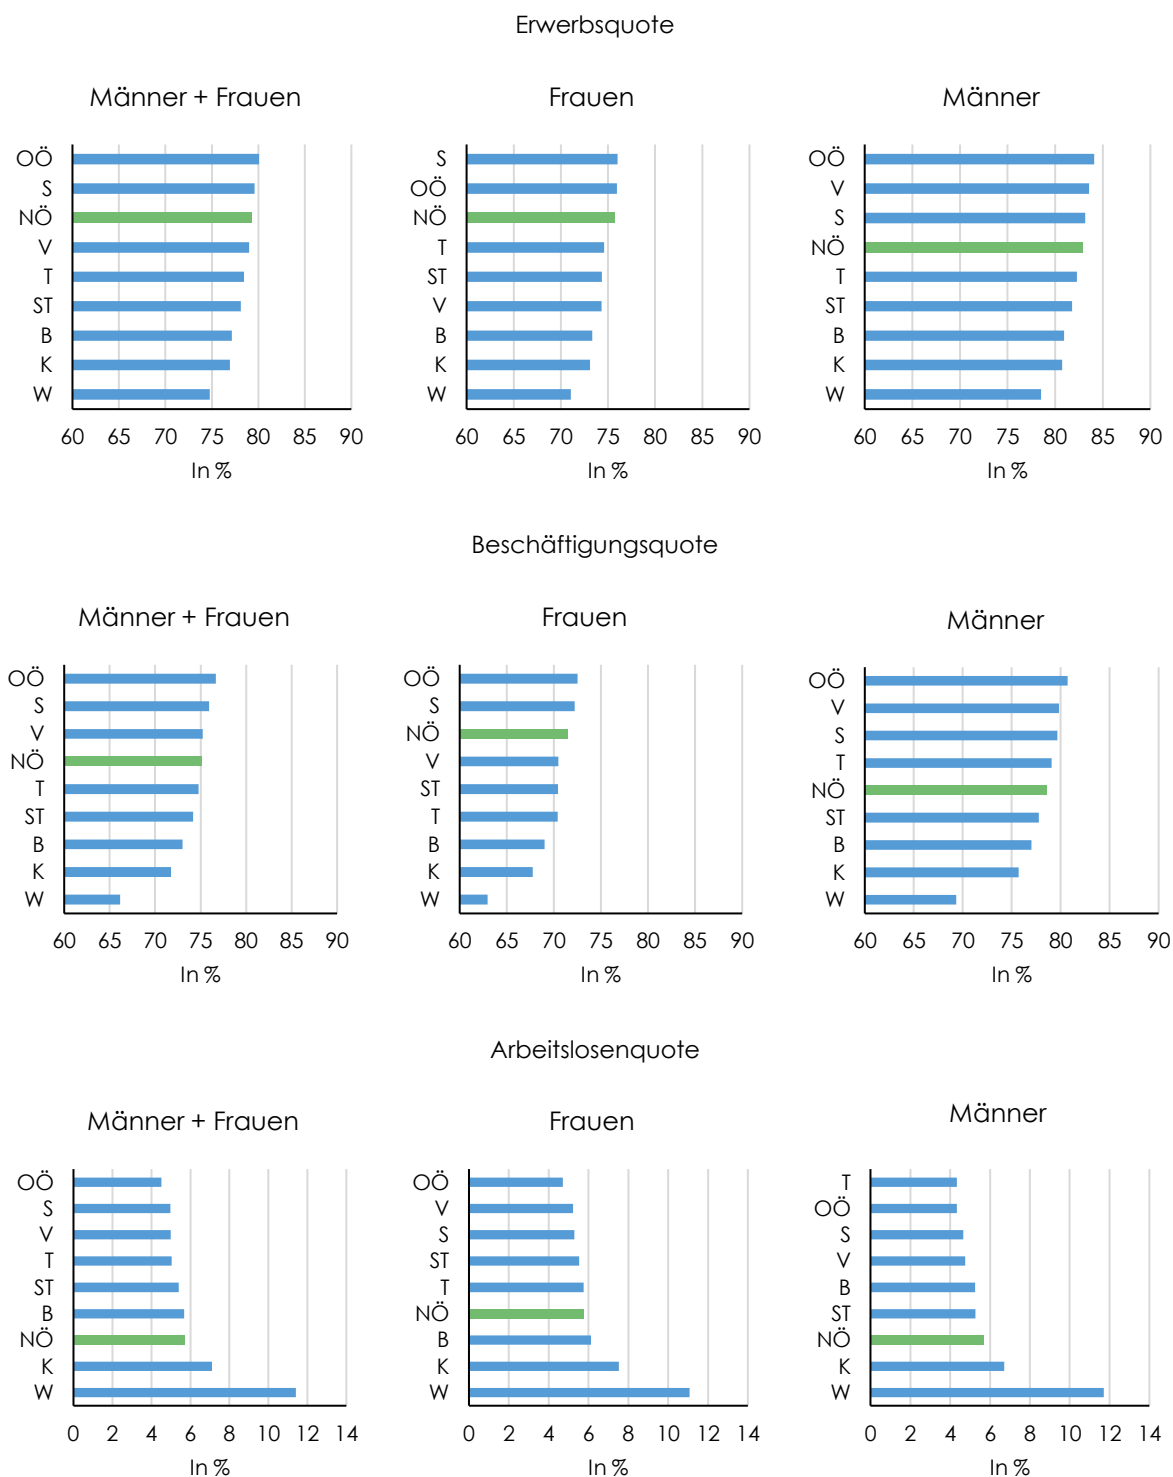 Erwerbsquote
Männer + Frauen
OÖ
S
NÖ
V
T
ST
B
K
W
60 65 70 75 80 85 90
In %
Frauen
S
OÖ
NÖ
T
ST
V
B
K
W
60 65 70 75 80 85 90
In %
Männer
OÖ
V
S
NÖ
T
ST
B
K
W
60 65 70 75 80 85 90
In %
Beschäftigungsquote
Männer + Frauen
OÖ
S
V
NÖ
T
ST
B
K
W
60 65 70 75 80 85 90
In %
Frauen
OÖ
S
NÖ
V
ST
T
B
K
W
60 65 70 75 80 85 90
In %
Männer
OÖ
V
S
T
NÖ
ST
B
K
W
60 65 70 75 80 85 90
In %
Arbeitslosenquote
Männer + Frauen
OÖ
S
V
T
ST
B
NÖ
K
W
0 2 4 6 8 10 12 14
In %
Frauen
OÖ
V
S
ST
T
NÖ
B
K
W
0 2 4 6 8 10 12 14
In %
Männer
T
OÖ
S
V
B
ST
NÖ
K
W
0 2 4 6 8 10 12 14
In %